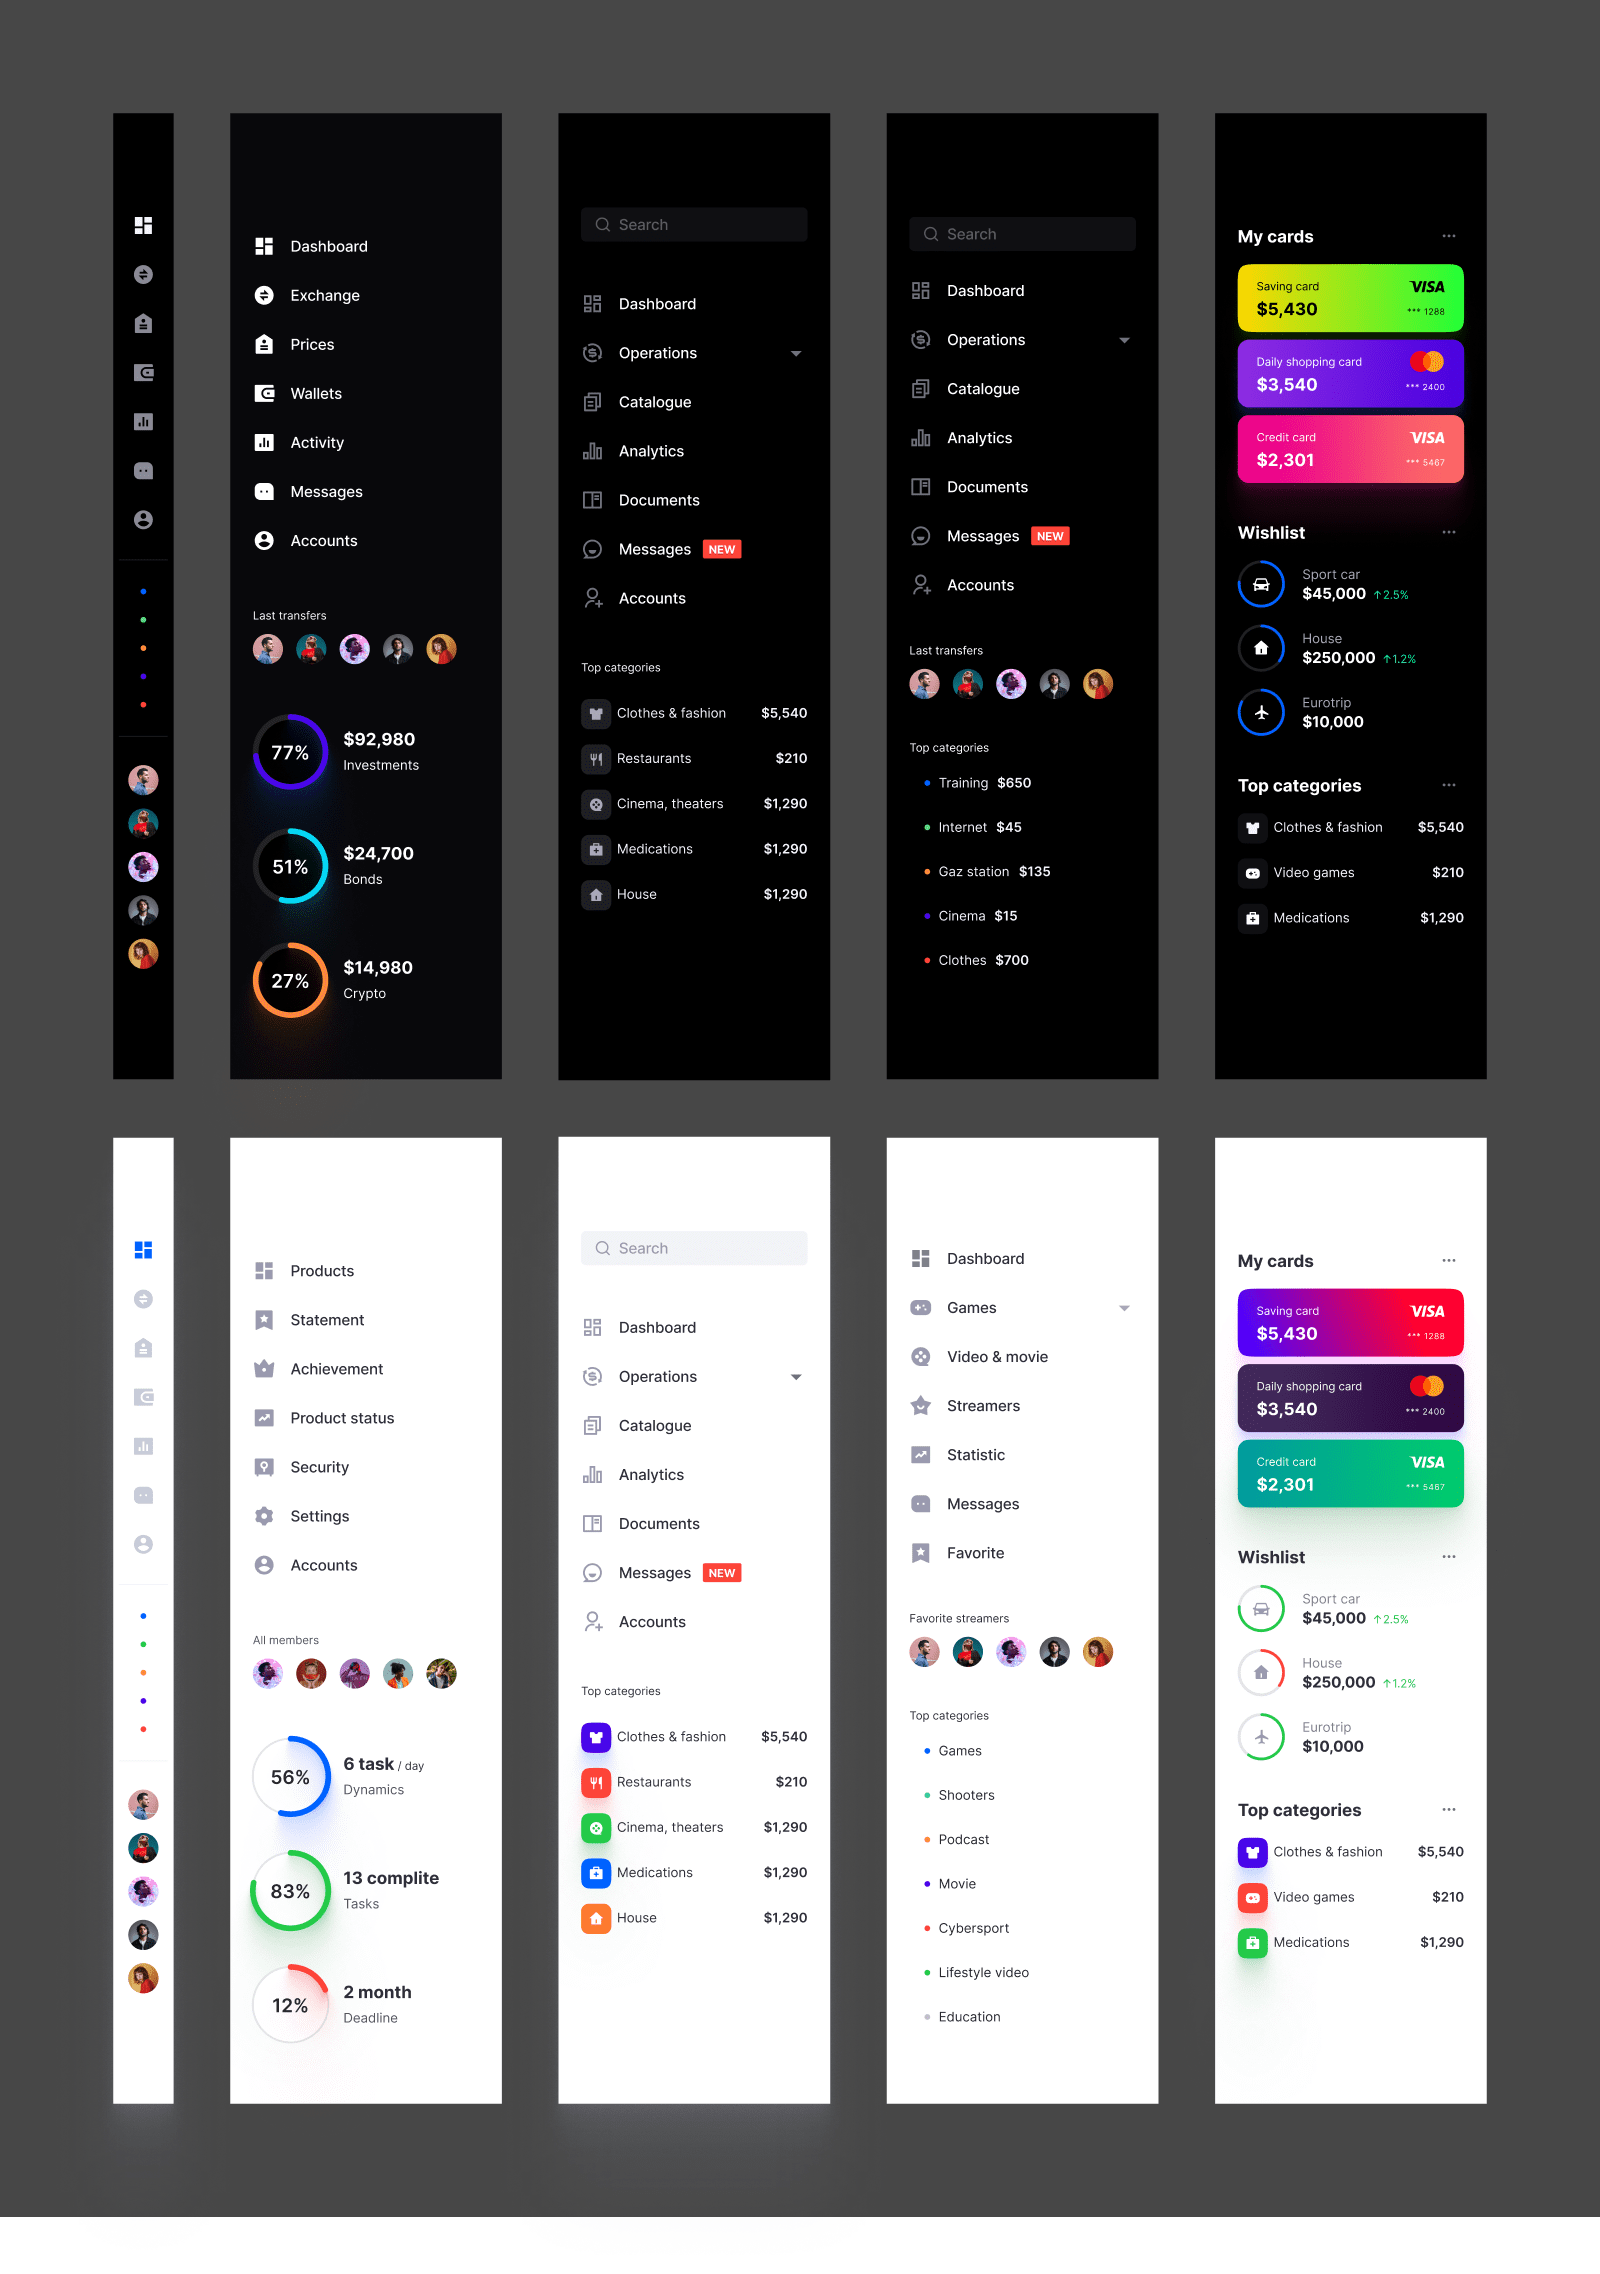 Dashboard
Exchange
Prices
Wallets
Activity
Messages
Accounts
Last transfers
77%
$92,980
Investments
51%
$24,700
Bonds
27%
$14,980
Crypto
Search
Dashboard
Operations
Catalogue
Analytics
Documents
Messages NEW
Accounts
Top categories
Clothes & fashion $5,540
Restaurants $210
Cinema, theaters $1,290
Medications $1,290
House $1,290
Search
Dashboard
Operations
Catalogue
Analytics
Documents
Messages NEW
Accounts
Last transfers
Top categories
Training $650
Internet $45
Gaz station $135
Cinema $15
Clothes $700
My cards ···
Saving card VISA
$5,430 *** 1288
Daily shopping card
$3,540 *** 2400
Credit card VISA
$2,301 *** 5467
Wishlist ···
Sport car
$45,000 ↑2.5%
House
$250,000 ↑1.2%
Eurotrip
$10,000
Top categories ···
Clothes & fashion $5,540
Video games $210
Medications $1,290
Products
Statement
Achievement
Product status
Security
Settings
Accounts
All members
56%
6 task / day
Dynamics
83%
13 complite
Tasks
12%
2 month
Deadline
Search
Dashboard
Operations
Catalogue
Analytics
Documents
Messages NEW
Accounts
Top categories
Clothes & fashion $5,540
Restaurants $210
Cinema, theaters $1,290
Medications $1,290
House $1,290
Dashboard
Games
Video & movie
Streamers
Statistic
Messages
Favorite
Favorite streamers
Top categories
Games
Shooters
Podcast
Movie
Cybersport
Lifestyle video
Education
My cards ···
Saving card VISA
$5,430 *** 1288
Daily shopping card
$3,540 *** 2400
Credit card VISA
$2,301 *** 5467
Wishlist ···
Sport car
$45,000 ↑2.5%
House
$250,000 ↑1.2%
Eurotrip
$10,000
Top categories ···
Clothes & fashion $5,540
Video games $210
Medications $1,290